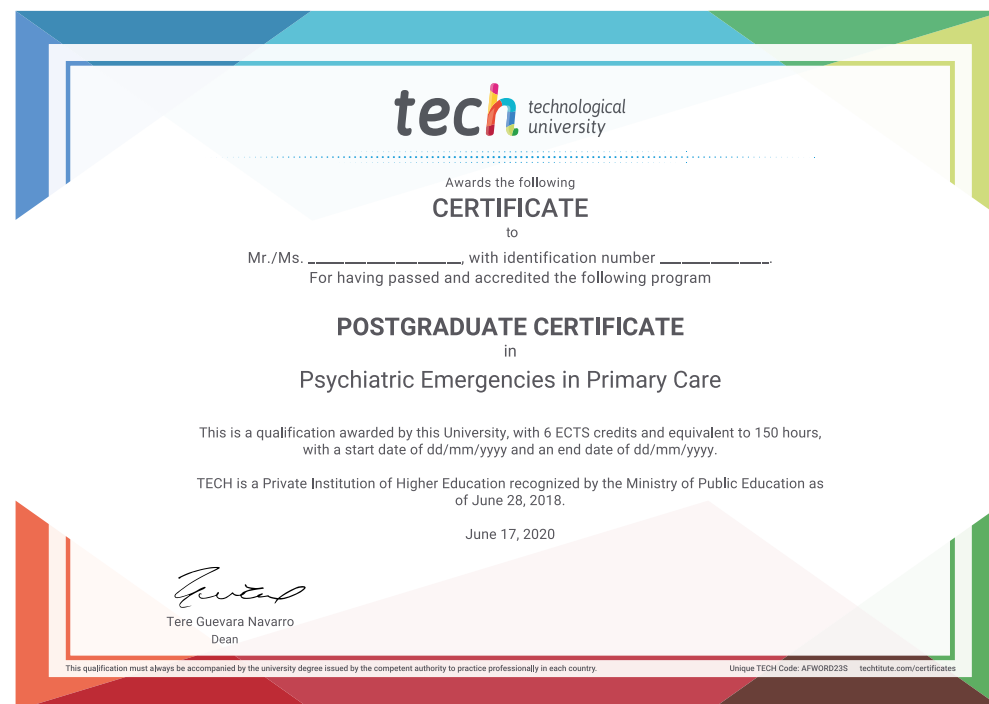 tech technological
university
Awards the following
CERTIFICATE
to
Mr./Ms. ____________________, with identification number ______________.
For having passed and accredited the following program
POSTGRADUATE CERTIFICATE
in
Psychiatric Emergencies in Primary Care
This is a qualification awarded by this University, with 6 ECTS credits and equivalent to 150 hours,
with a start date of dd/mm/yyyy and an end date of dd/mm/yyyy.
TECH is a Private Institution of Higher Education recognized by the Ministry of Public Education as
of June 28, 2018.
June 17, 2020
Tere Guevara Navarro
Dean
This qualification must always be accompanied by the university degree issued by the competent authority to practice professionally in each country. Unique TECH Code: AFWORD23S techtitute.com/certificates